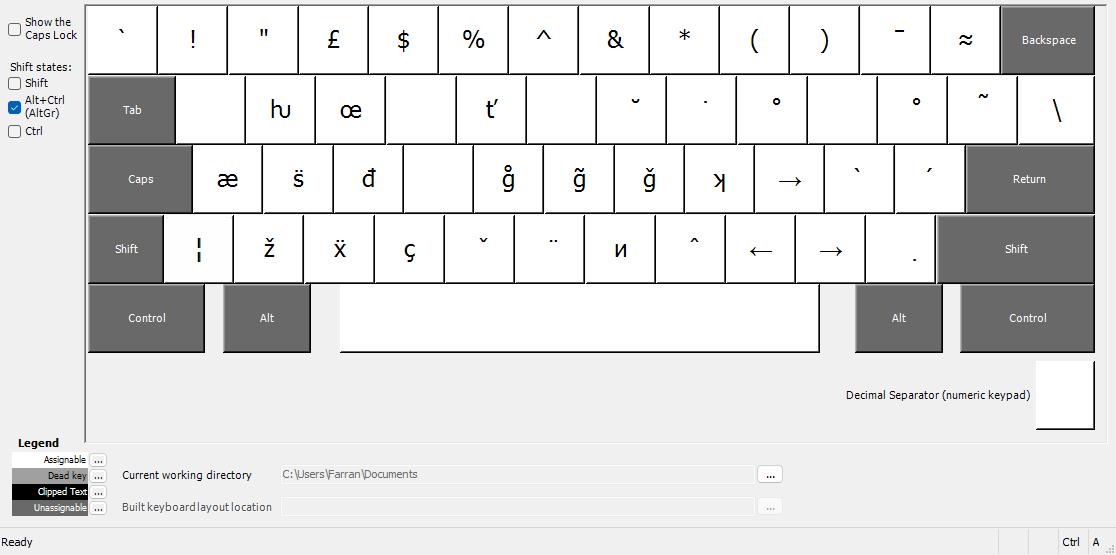 Show the
Caps Lock
Shift states:
Shift
Alt+Ctrl
(AltGr)
Ctrl
` ! " £ $ % ^ & * ( ) ¯ ≈ Backspace
Tab ƕ œ ť ˘ ˙ ° ° ˜ \
Caps æ s̈ đ g̊ g̃ ǧ ʞ → ` ´ Return
Shift ¦ ž ẍ ç ˇ ¨ ᴎ ˆ ← → . Shift
Control Alt Alt Control
Decimal Separator (numeric keypad)
Legend
Assignable ...
Dead key ...
Clipped Text ...
Unassignable ...
Current working directory C:\Users\Farran\Documents ...
Built keyboard layout location ...
Ready Ctrl A